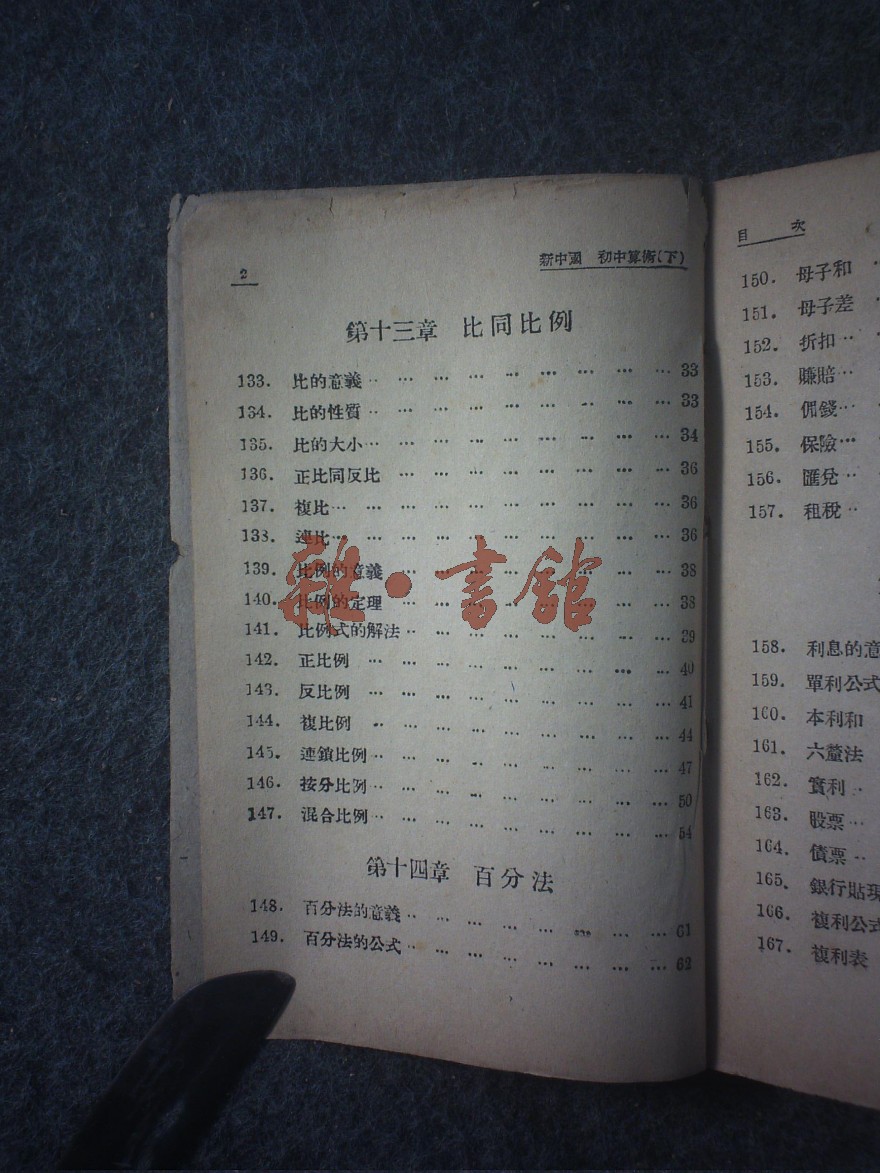 2
新中國 初中算術(下)
第十三章 比同比例
133. 比的意義‥ … … … … … … … … 33
134. 比的性質‥ … … … … … … ‥ … … 33
135. 比的大小… … … … … … … … … 34
136. 正比同反比 … … … … … … … … 36
137. 複比… … … … … … … … … … 36
138. 連比… … … … … … … … … … 36
139. 比例的意義 … … … … … … … … 38
140. 比例的定理 … … … … … … … … 38
141. 比例式的解法‥ … … … … … … … 39
142. 正比例 … … … … … … … … … 40
143. 反比例 … … … … … … … … … 41
144. 複比例 ‥ … … … … … … … … 44
145. 連鎖比例‥ … … … … … … … … 47
146. 按分比例… … … … … … … … … 50
147. 混合比例… … … … … … … … … 54
第十四章 百分法
148. 百分法的意義‥ … … … … … … … 61
149. 百分法的公式‥ … … … … … … … 62
雜·書館
目 次
150. 母子和 ‥
151. 母子差 ‥
152. 折扣‥
153. 賺賠…
154. 佣錢…
155. 保險…
156. 匯兌‥
157. 租稅‥
158. 利息的意
159. 單利公式
160. 本利和
161. 六釐法
162. 實利‥
163. 股票…
164. 債票‥
165. 銀行貼現
166. 複利公式
167. 複利表